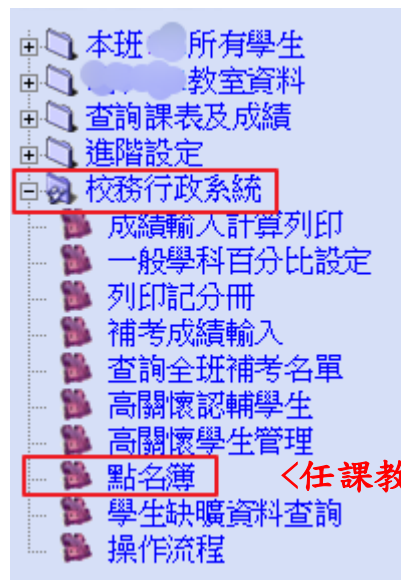 本班 所有學生
教室資料
查詢課表及成績
進階設定
校務行政系統
成績輸入計算列印
一般學科百分比設定
列印記分冊
補考成績輸入
查詢全班補考名單
高關懷認輔學生
高關懷學生管理
點名簿 <任課教
學生缺曠資料查詢
操作流程